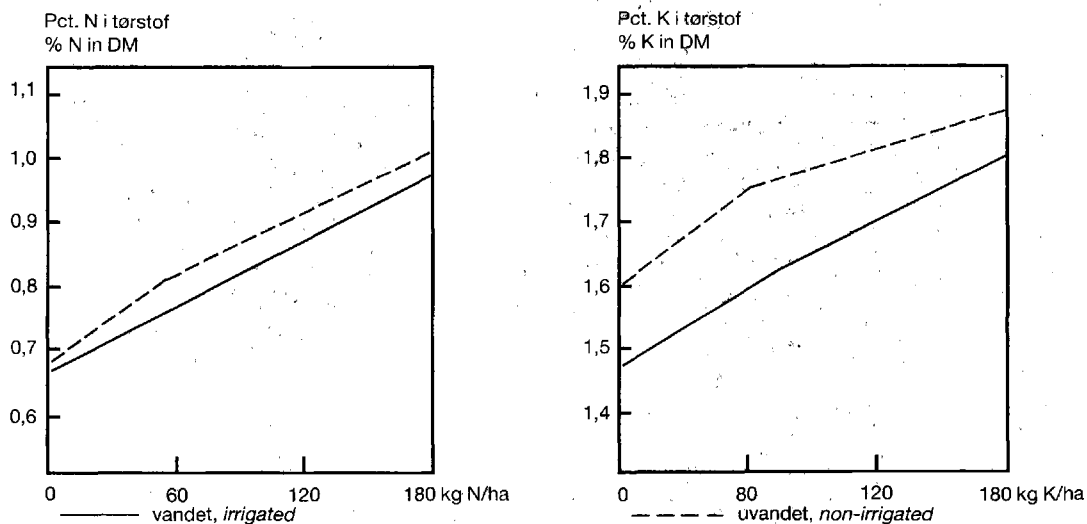 Pct. N i tørstof
% N in DM
1,1
1,0
0,9
0,8
0,7
0,6
0 60 120 180 kg N/ha
vandet, irrigated
Pct. K i tørstof
% K in DM
1,9
1,8
1,7
1,6
1,5
1,4
0 80 120 180 kg K/ha
uvandet, non-irrigated